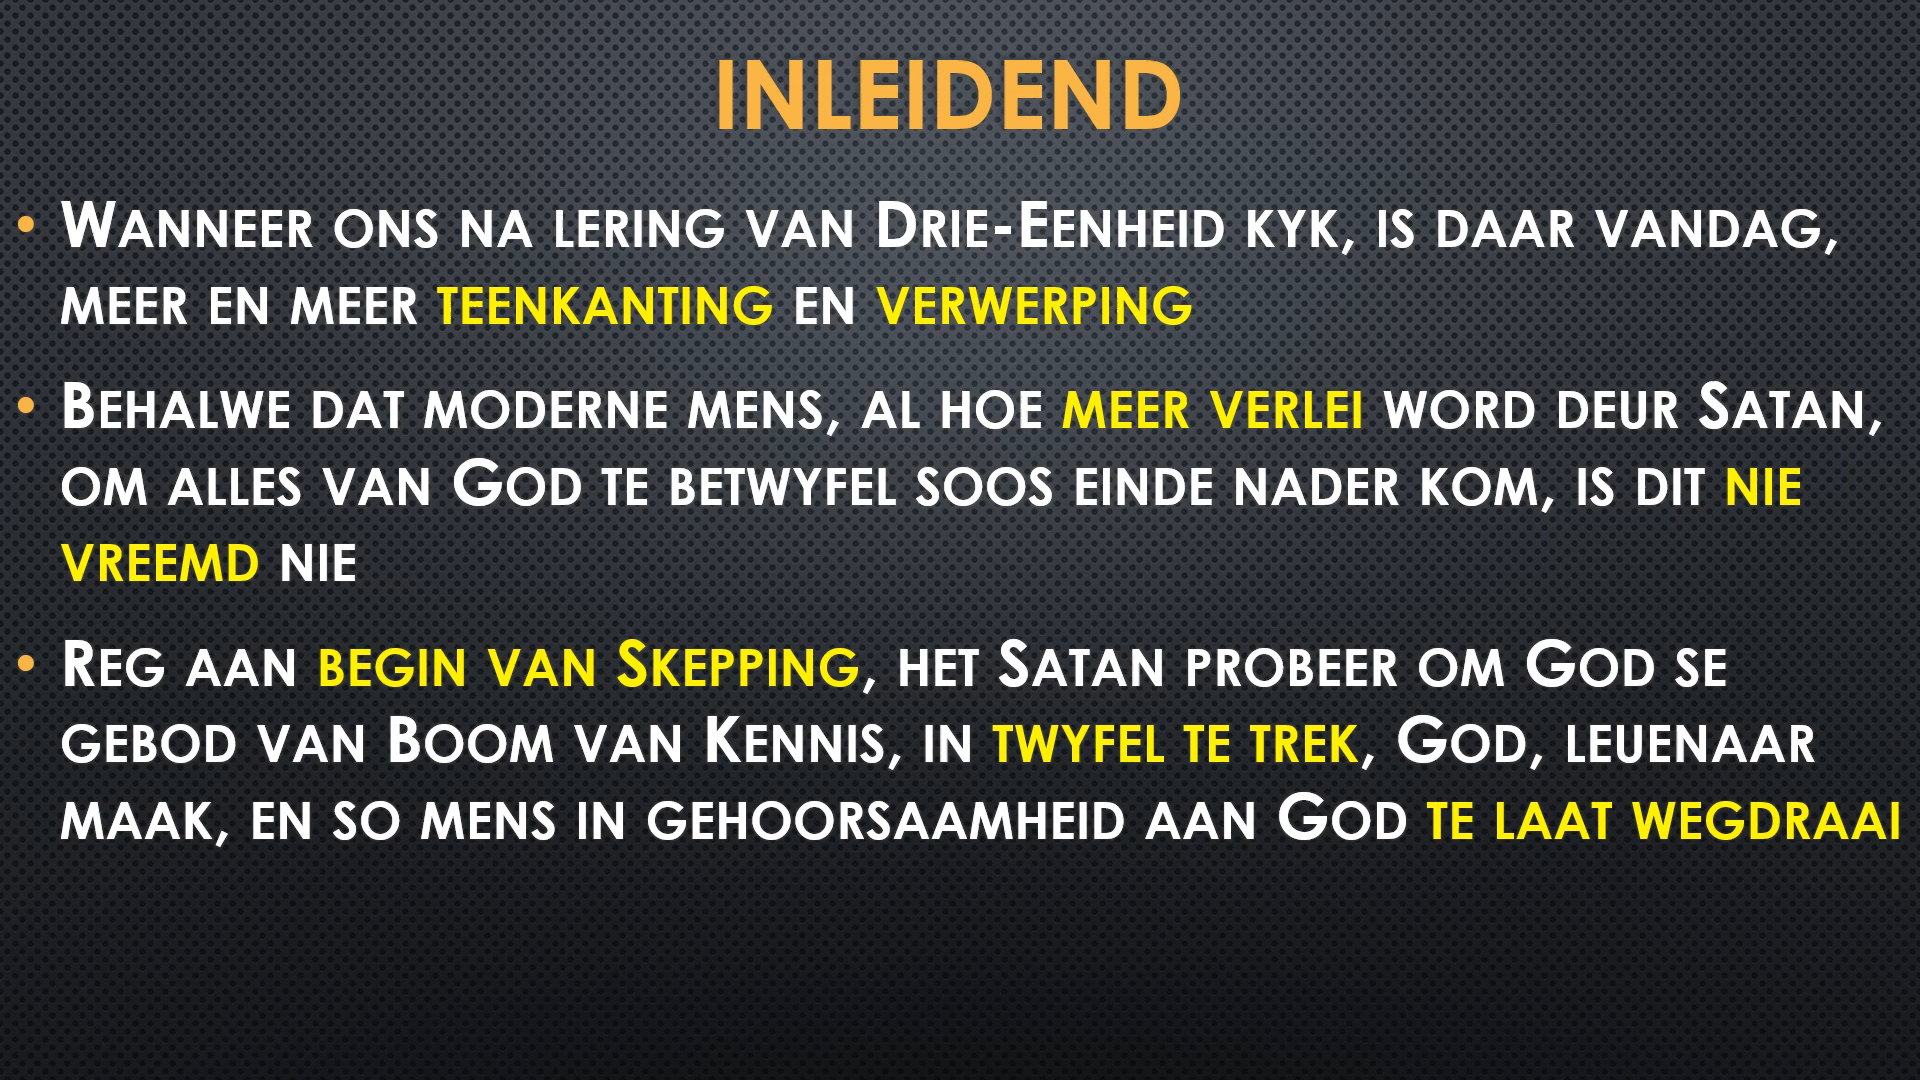 INLEIDEND
• Wanneer ons na lering van Drie-Eenheid kyk, is daar vandag,
meer en meer teenkanting en verwerping
• Behalwe dat moderne mens, al hoe meer verlei word deur Satan,
om alles van God te betwyfel soos einde nader kom, is dit nie
vreemd nie
• Reg aan begin van Skepping, het Satan probeer om God se
gebod van Boom van Kennis, in twyfel te trek, God, leuenaar
maak, en so mens in gehoorsaamheid aan God te laat wegdraai